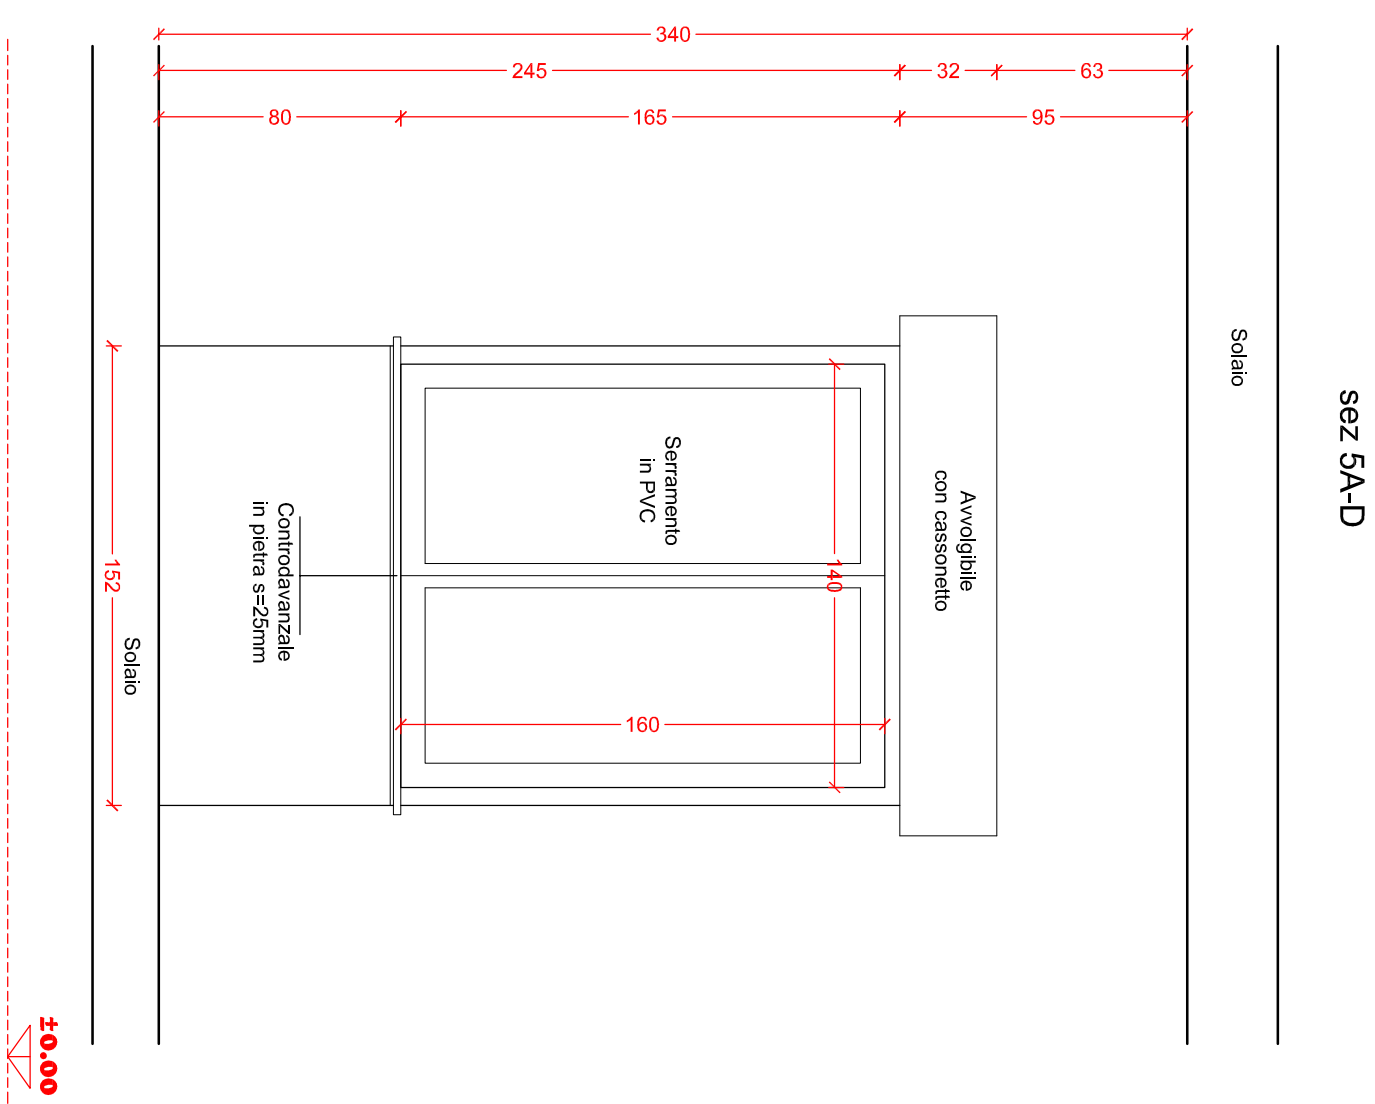 sez 5A-D
Solaio
340
245
32
63
80
165
95
Avvolgibile
con cassonetto
Serramento
in PVC
140
160
Controdavanzale
in pietra s=25mm
152
Solaio
±0.00